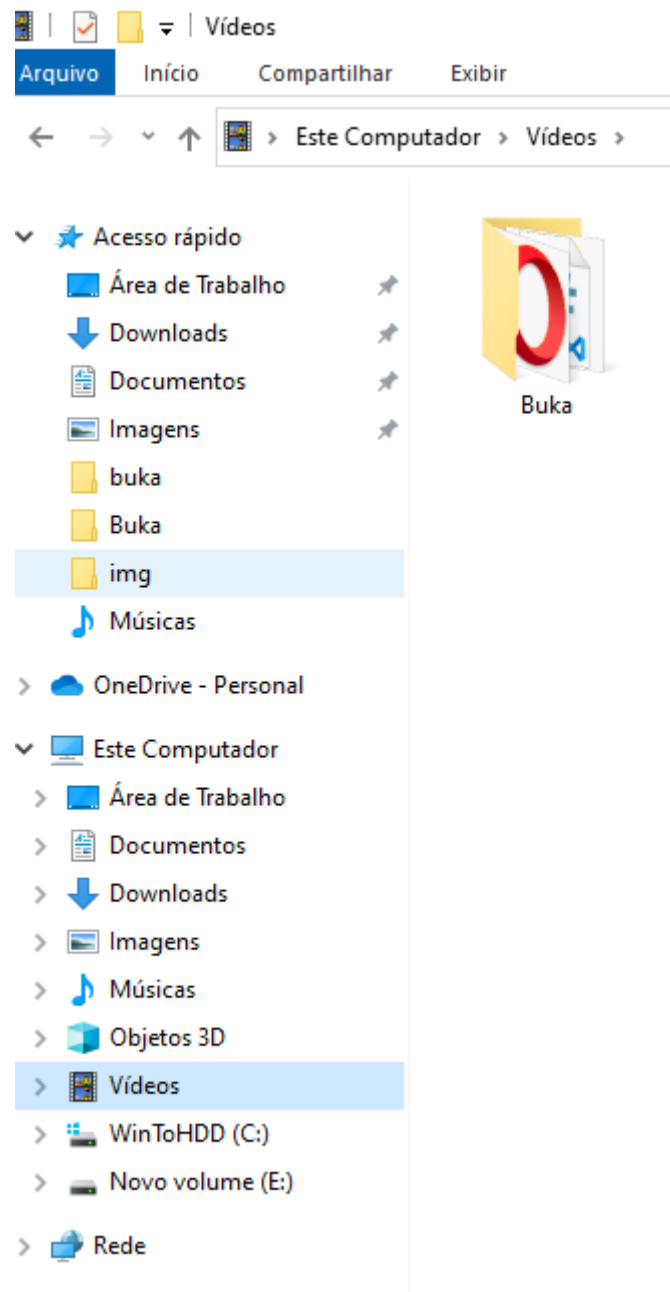 Vídeos
Arquivo Início Compartilhar Exibir
Este Computador > Vídeos >
Acesso rápido
Área de Trabalho
Downloads
Documentos
Imagens
buka
Buka
img
Músicas
OneDrive - Personal
Este Computador
Área de Trabalho
Documentos
Downloads
Imagens
Músicas
Objetos 3D
Vídeos
WinToHDD (C:)
Novo volume (E:)
Rede
Buka